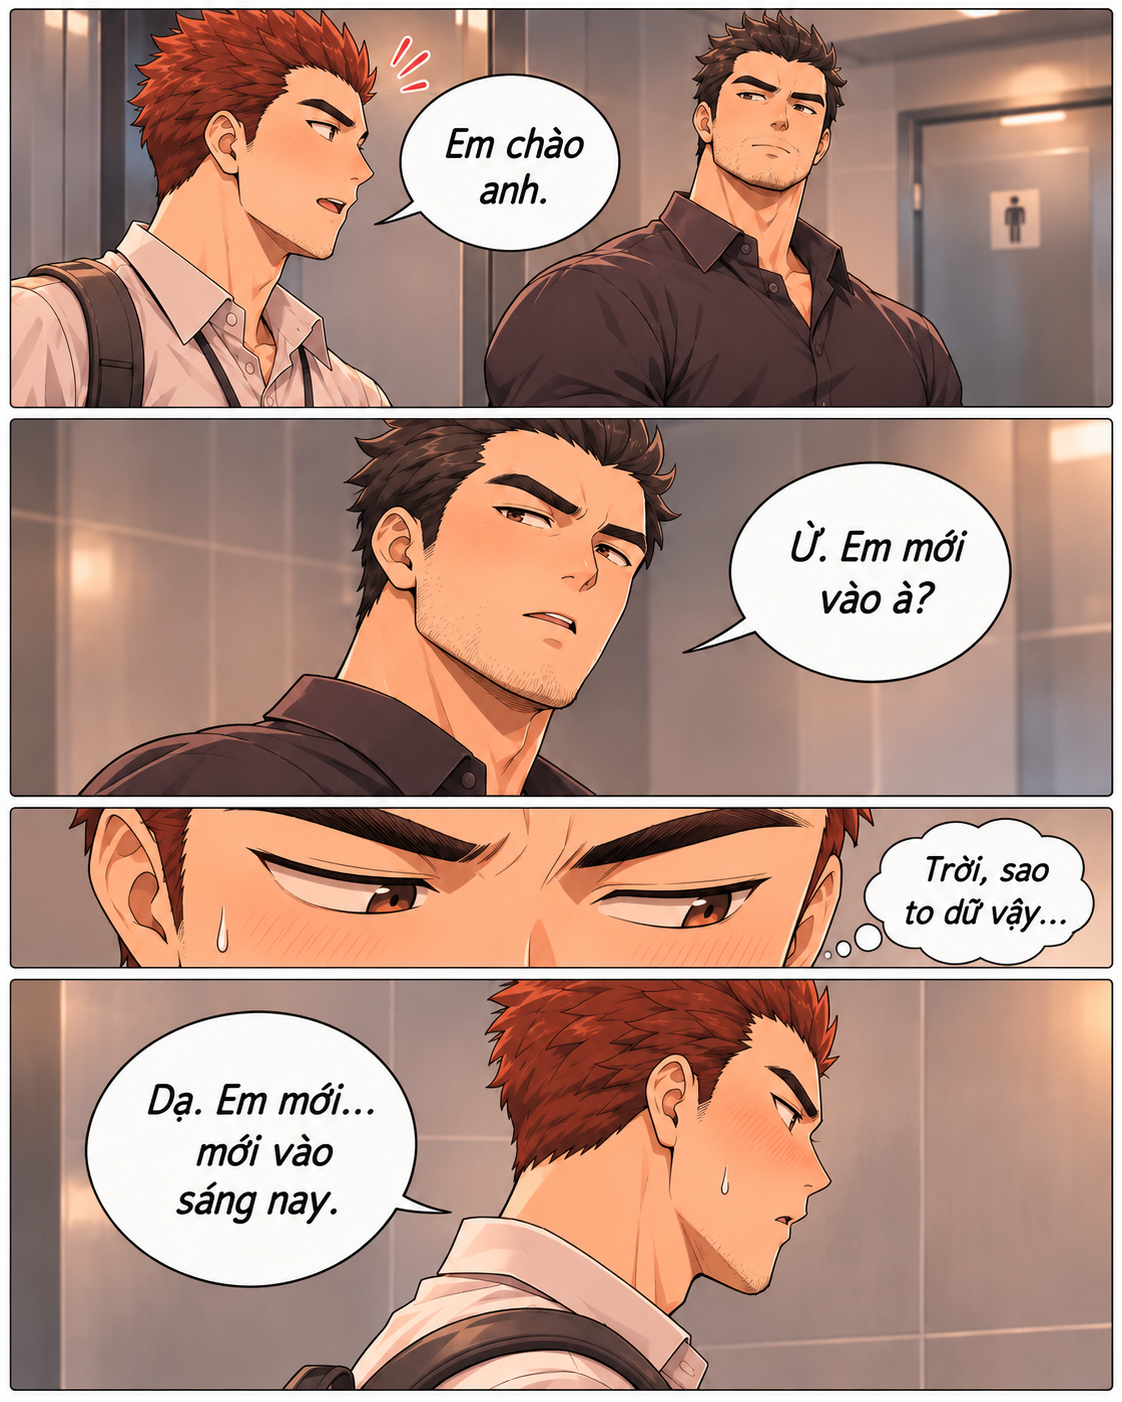 Em chào
anh.
Ừ. Em mới
vào à?
Trời, sao
to dữ vậy...
Dạ. Em mới...
mới vào
sáng nay.